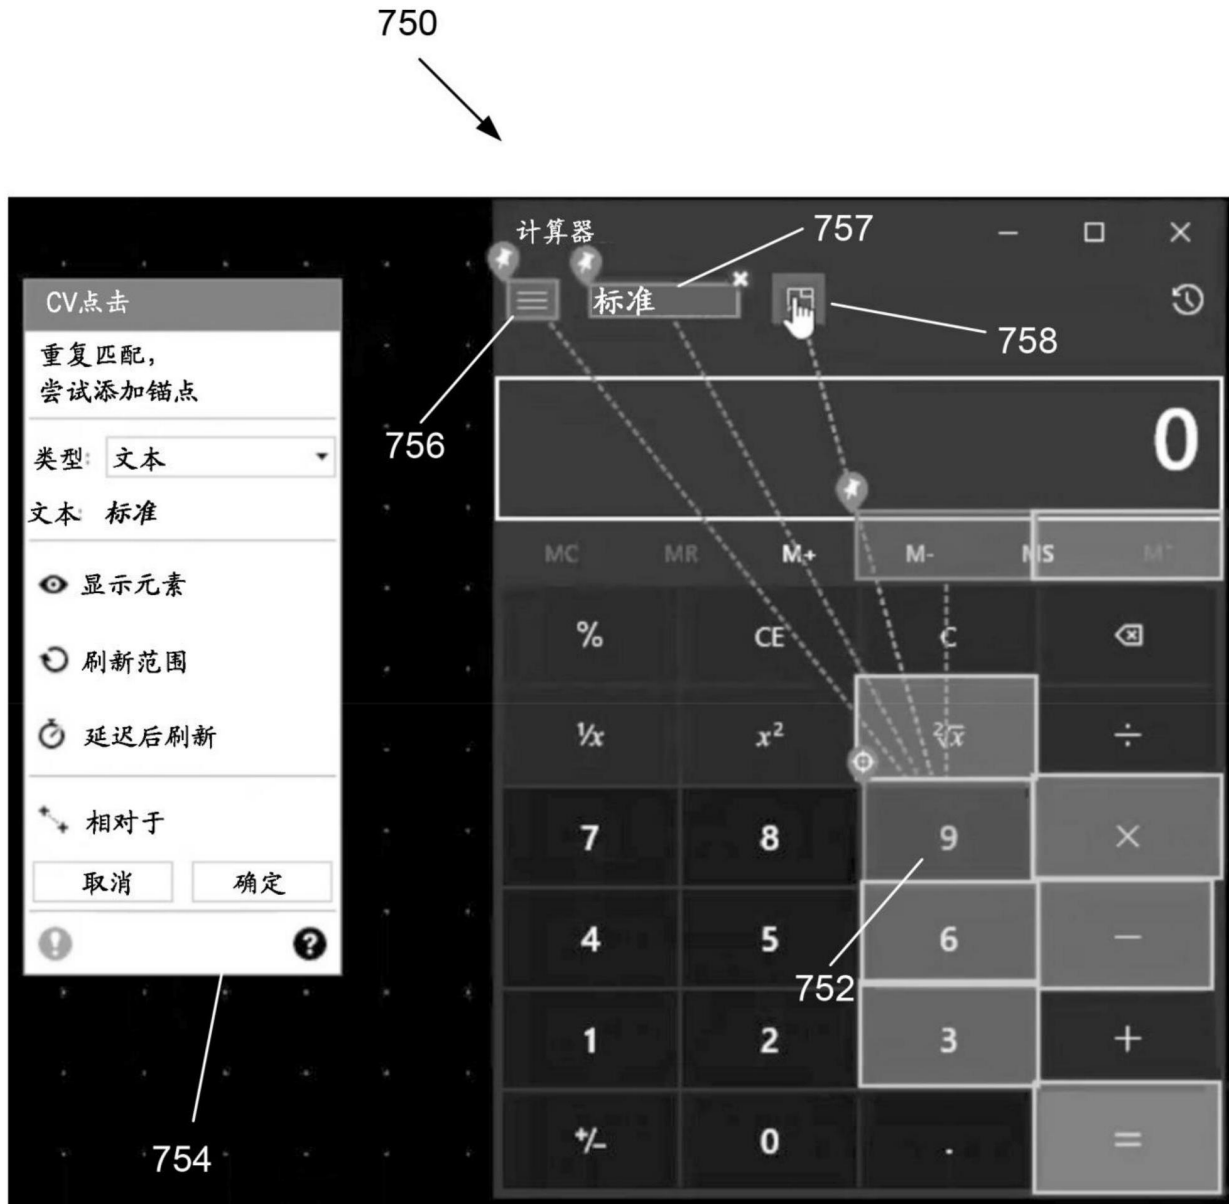 750
计算器
757
标准
758
756
CV点击
重复匹配，
尝试添加锚点
类型: 文本
文本: 标准
显示元素
刷新范围
延迟后刷新
相对于
取消 确定
754
0
MC MR M+ M- MS
% CE C
⅟x x² ²√x ÷
7 8 9 ×
4 5 6 −
752
1 2 3 +
+/− 0 . =